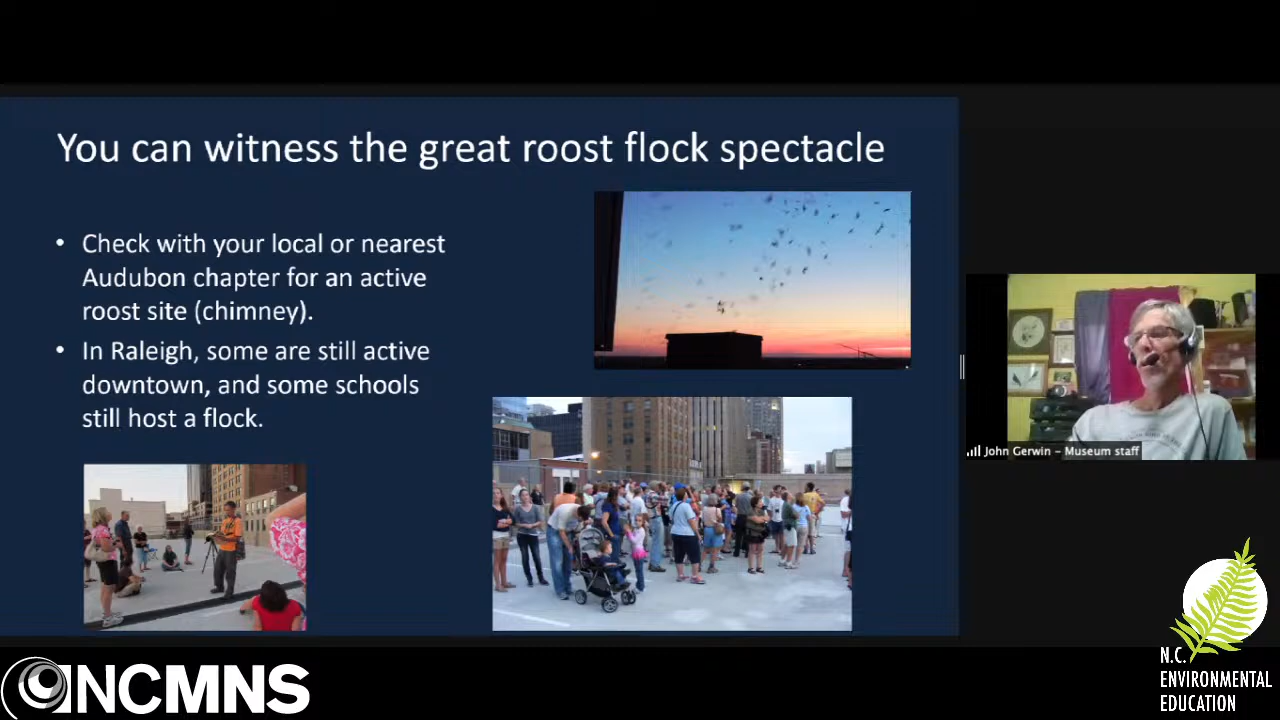 You can witness the great roost flock spectacle
• Check with your local or nearest
Audubon chapter for an active
roost site (chimney).
• In Raleigh, some are still active
downtown, and some schools
still host a flock.
John Gerwin – Museum staff
NCMNS
N.C.
ENVIRONMENTAL
EDUCATION